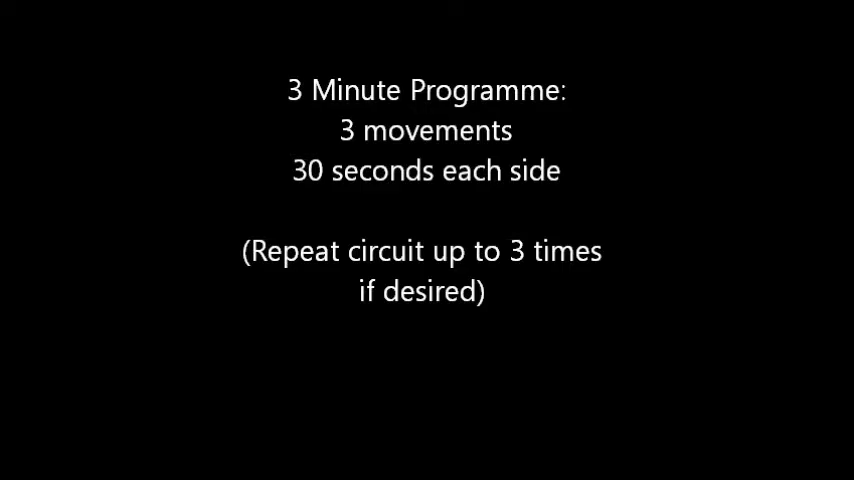 3 Minute Programme:
3 movements
30 seconds each side
(Repeat circuit up to 3 times
if desired)